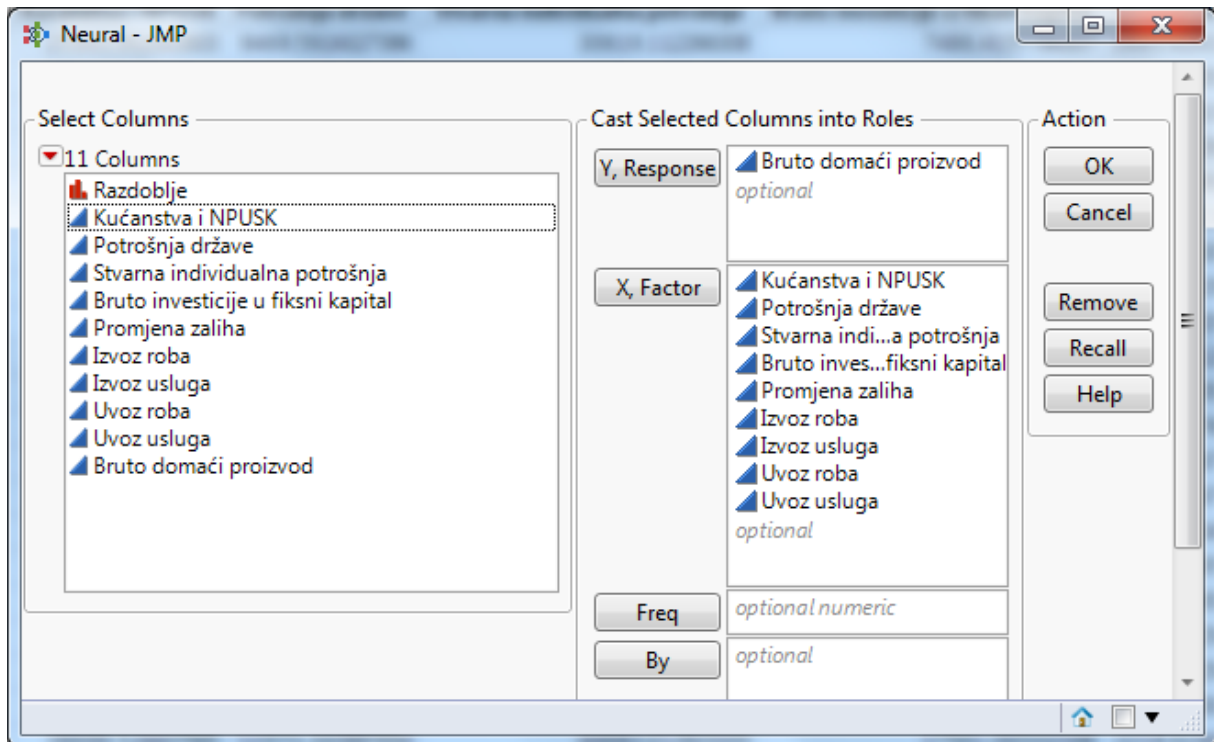 Neural - JMP
Select Columns
11 Columns
Razdoblje
Kućanstva i NPUSK
Potrošnja države
Stvarna individualna potrošnja
Bruto investicije u fiksni kapital
Promjena zaliha
Izvoz roba
Izvoz usluga
Uvoz roba
Uvoz usluga
Bruto domaći proizvod
Cast Selected Columns into Roles
Y, Response
Bruto domaći proizvod
optional
X, Factor
Kućanstva i NPUSK
Potrošnja države
Stvarna indi...a potrošnja
Bruto inves...fiksni kapital
Promjena zaliha
Izvoz roba
Izvoz usluga
Uvoz roba
Uvoz usluga
optional
Freq
optional numeric
By
optional
Action
OK
Cancel
Remove
Recall
Help